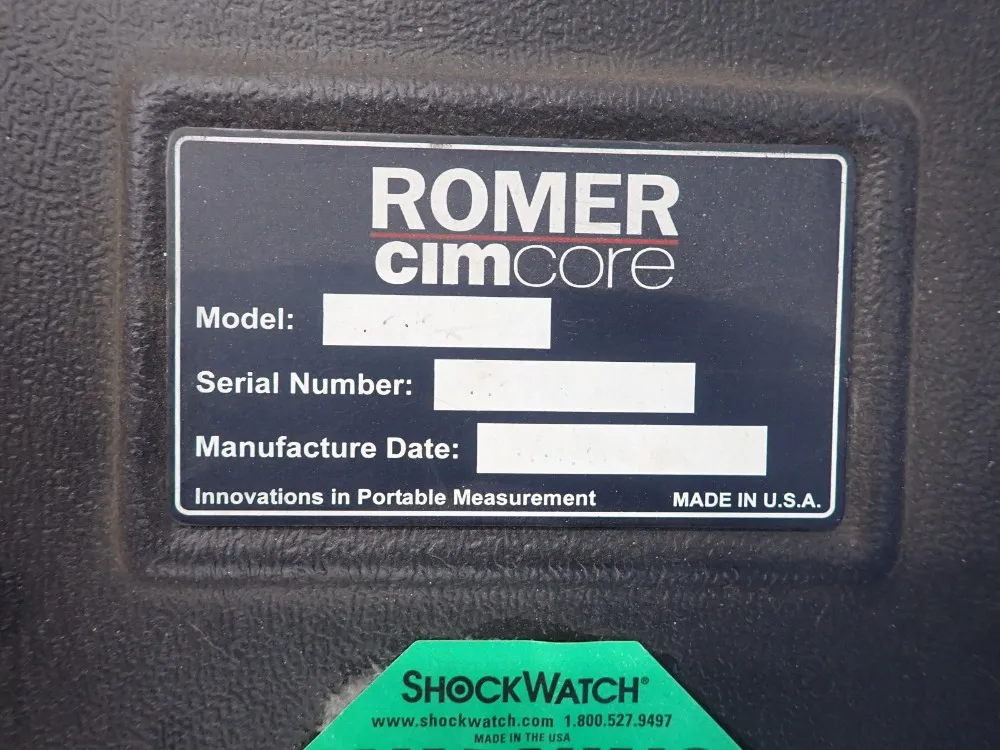 ROMER
cimcore
Model:
Serial Number:
Manufacture Date:
Innovations in Portable Measurement MADE IN U.S.A.
SHOCKWATCH®
www.shockwatch.com 1.800.527.9497
MADE IN THE USA